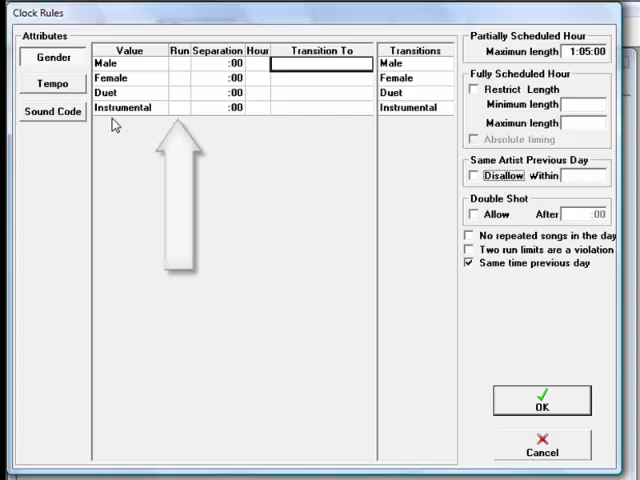 Clock Rules
Attributes
Gender
Tempo
Sound Code
Value Run Separation Hour Transition To Transitions
Male :00 Male
Female :00 Female
Duet :00 Duet
Instrumental :00 Instrumental
Partially Scheduled Hour
Maximun length 1:05:00
Fully Scheduled Hour
Restrict Length
Minimum length
Maximun length
Absolute timing
Same Artist Previous Day
Disallow Within
Double Shot
Allow After :00
No repeated songs in the day
Two run limits are a violation
Same time previous day
OK
Cancel